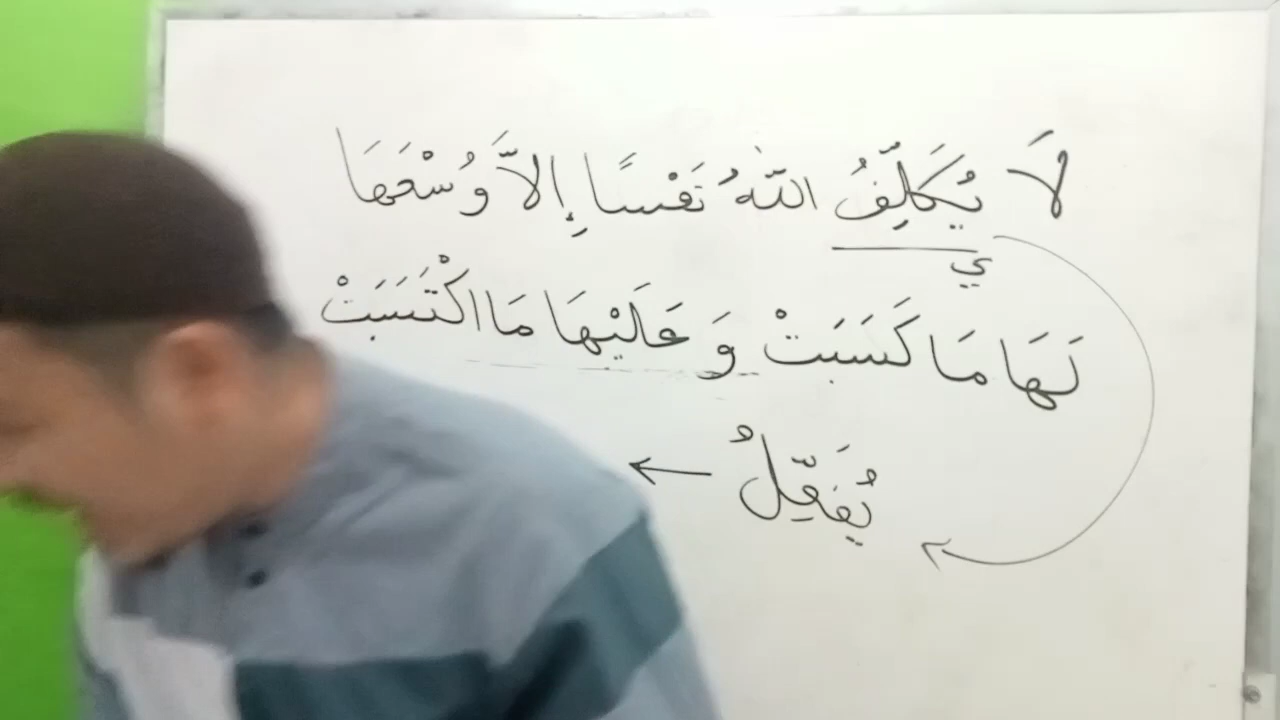 لَا يُكَلِّفُ اللّٰهُ نَفْسًا إِلَّا وُسْعَهَا
ي
لَهَا مَا كَسَبَتْ وَ عَلَيْهَا مَا اكْتَسَبَتْ
يُفَعِّلُ ←